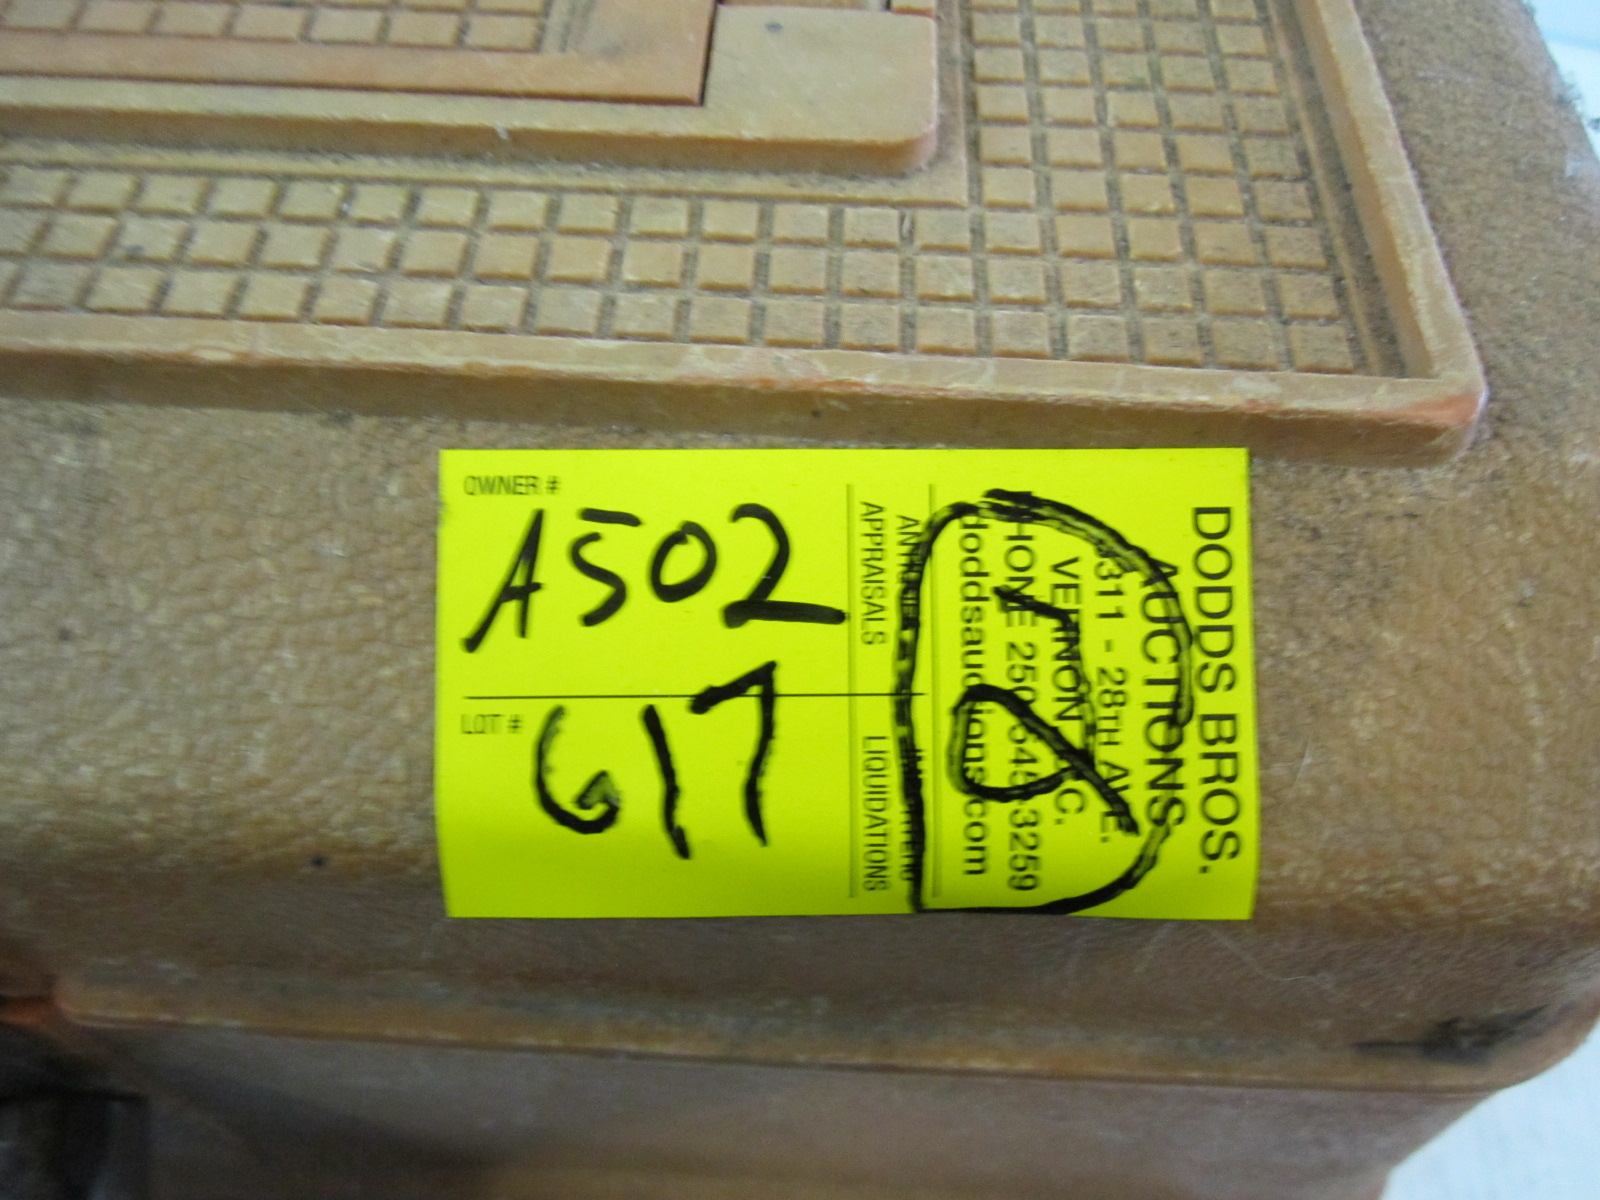 OWNER #
A502
LOT #
617
DODDS BROS.
AUCTIONS
3311 - 28TH AVE.
VERNON, B.C.
PHONE 250-545-3259
doddsauctions.com
ANTIQUE -
APPRAISALS
LIQUIDATIONS